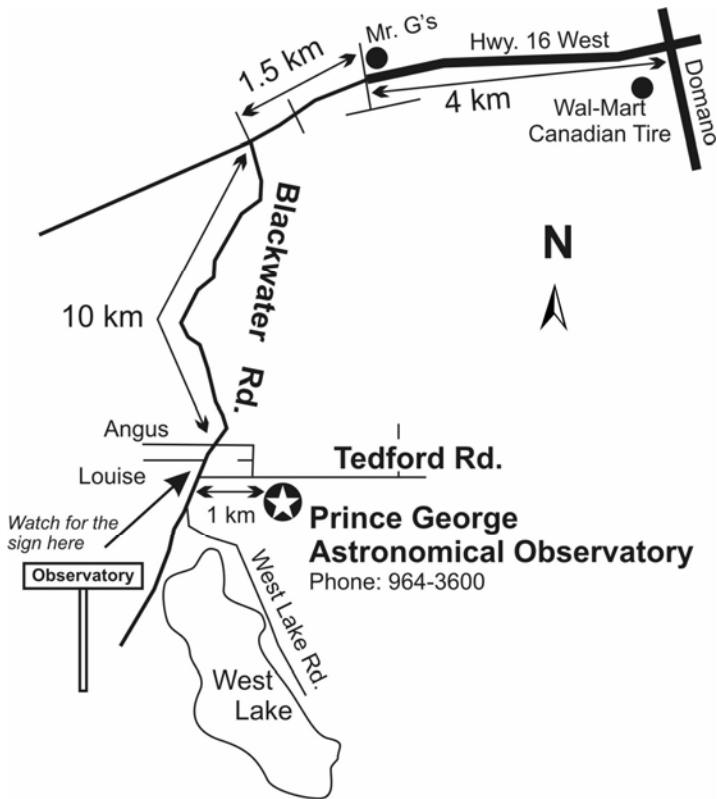 Mr. G's
Hwy. 16 West
1.5 km
4 km
Domano
Wal-Mart
Canadian Tire
Blackwater Rd.
N
10 km
Angus
Tedford Rd.
Louise
1 km
Watch for the
sign here
Prince George
Astronomical Observatory
Phone: 964-3600
Observatory
West Lake Rd.
West
Lake